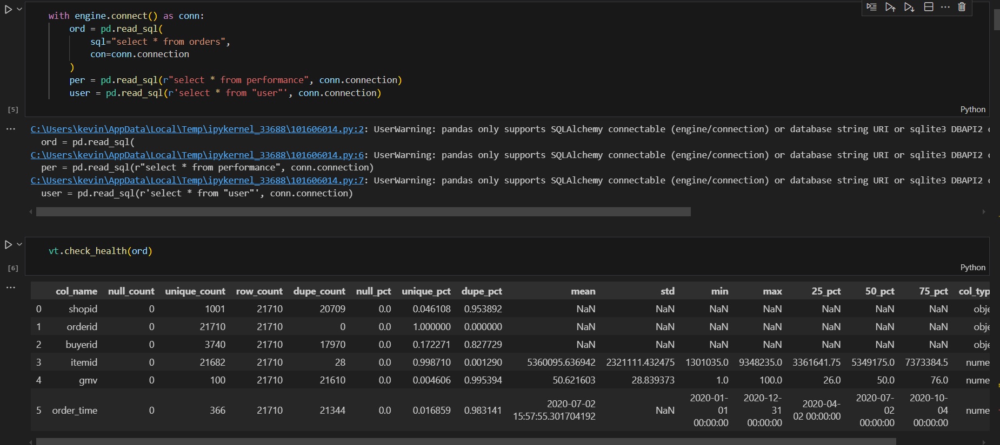 with engine.connect() as conn:
ord = pd.read_sql(
sql="select * from orders",
con=conn.connection
)
per = pd.read_sql(r"select * from performance", conn.connection)
user = pd.read_sql(r'select * from "user"', conn.connection)
[5]
Python
C:\Users\kevin\AppData\Local\Temp\ipykernel_33688\101606014.py:2: UserWarning: pandas only supports SQLAlchemy connectable (engine/connection) or database string URI or sqlite3 DBAPI2
ord = pd.read_sql(
C:\Users\kevin\AppData\Local\Temp\ipykernel_33688\101606014.py:6: UserWarning: pandas only supports SQLAlchemy connectable (engine/connection) or database string URI or sqlite3 DBAPI2
per = pd.read_sql(r"select * from performance", conn.connection)
C:\Users\kevin\AppData\Local\Temp\ipykernel_33688\101606014.py:7: UserWarning: pandas only supports SQLAlchemy connectable (engine/connection) or database string URI or sqlite3 DBAPI2
user = pd.read_sql(r'select * from "user"', conn.connection)
vt.check_health(ord)
[6]
Python
col_name null_count unique_count row_count dupe_count null_pct unique_pct dupe_pct mean std min max 25_pct 50_pct 75_pct col_typ
0 shopid 0 1001 21710 20709 0.0 0.046108 0.953892 NaN NaN NaN NaN NaN NaN NaN obje
1 orderid 0 21710 21710 0 0.0 1.000000 0.000000 NaN NaN NaN NaN NaN NaN NaN obje
2 buyerid 0 3740 21710 17970 0.0 0.172271 0.827729 NaN NaN NaN NaN NaN NaN NaN obje
3 itemid 0 21682 21710 28 0.0 0.998710 0.001290 5360095.636942 2321111.432475 1301035.0 9348235.0 3361641.75 5349175.0 7373384.5 nume
4 gmv 0 100 21710 21610 0.0 0.004606 0.995394 50.621603 28.839373 1.0 100.0 26.0 50.0 76.0 nume
5 order_time 0 366 21710 21344 0.0 0.016859 0.983141 2020-07-02 15:57:55.301704192 NaN 2020-01-01 00:00:00 2020-12-31 00:00:00 2020-04-02 00:00:00 2020-07-02 00:00:00 2020-10-04 00:00:00 nume